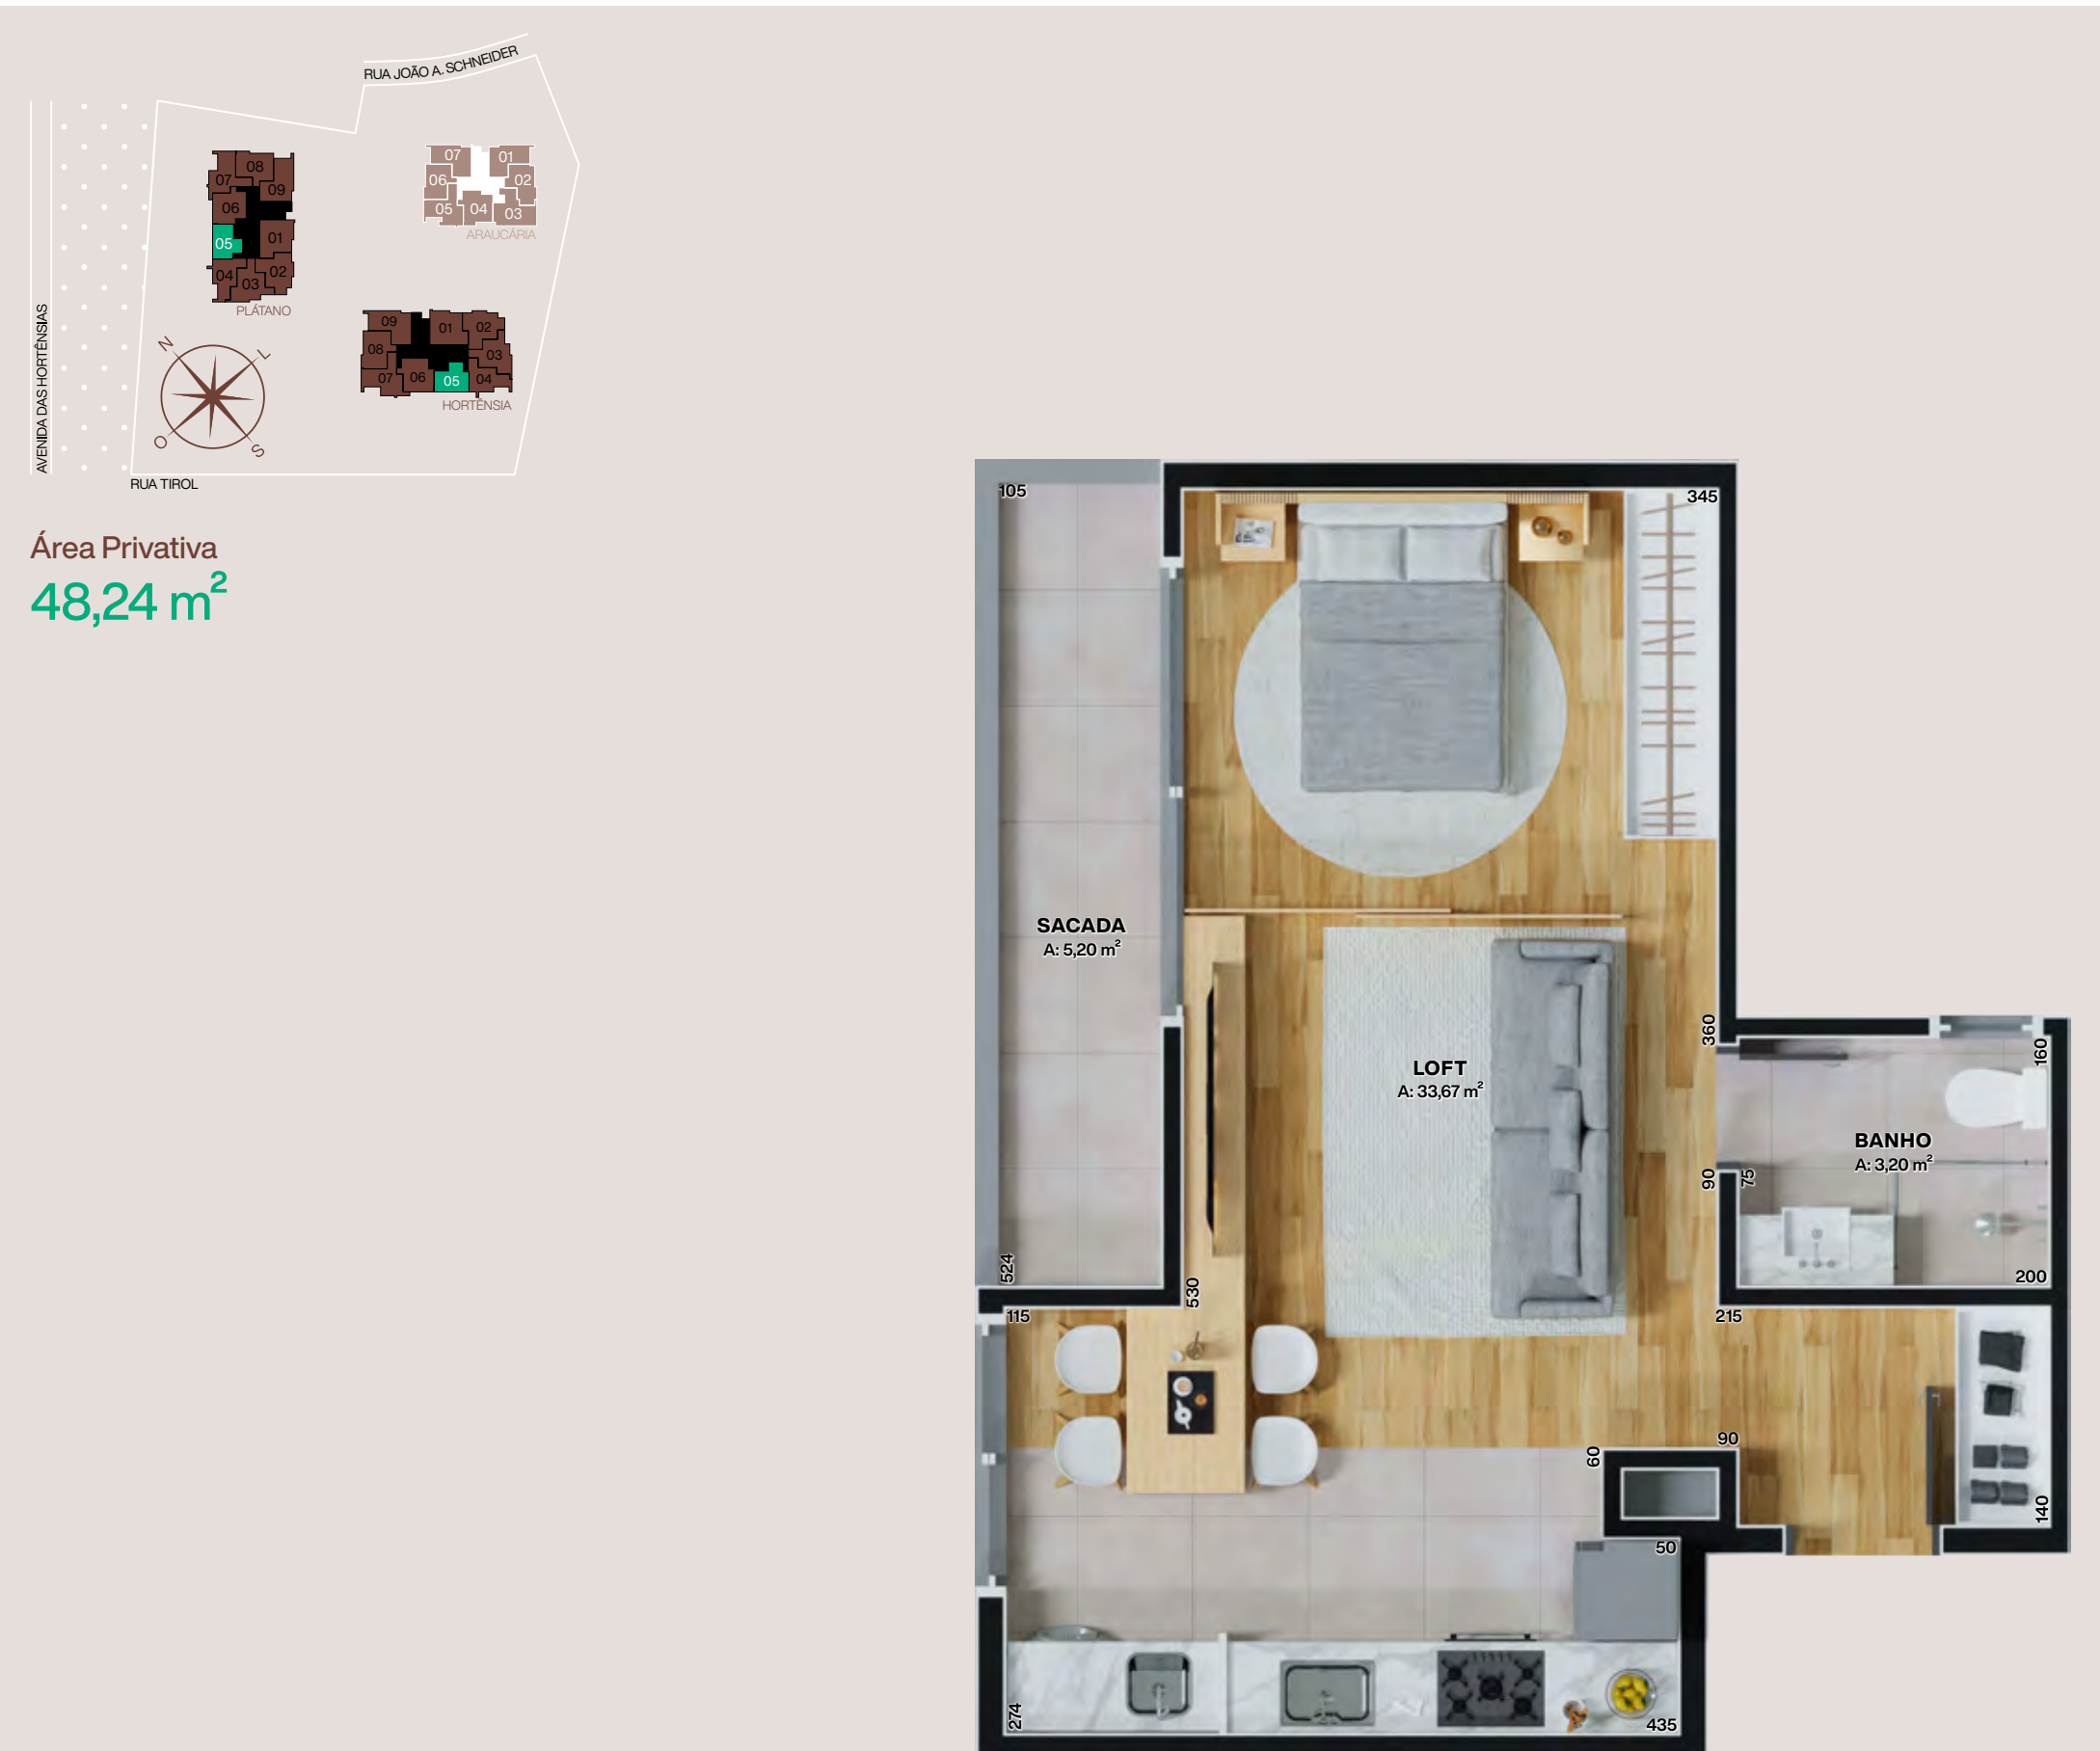 RUA JOÃO A. SCHNEIDER
08
07
09
06
05
01
04
02
03
PLÁTANO
07
01
06
02
05
04
03
ARAUCÁRIA
09
01
02
08
03
07
06
05
04
HORTÊNSIA
AVENIDA DAS HORTÊNSIAS
N
L
O
S
RUA TIROL
Área Privativa
48,24 m²
105
345
SACADA
A: 5,20 m²
LOFT
A: 33,67 m²
360
160
BANHO
A: 3,20 m²
90
75
524
530
200
115
215
90
60
140
50
274
435